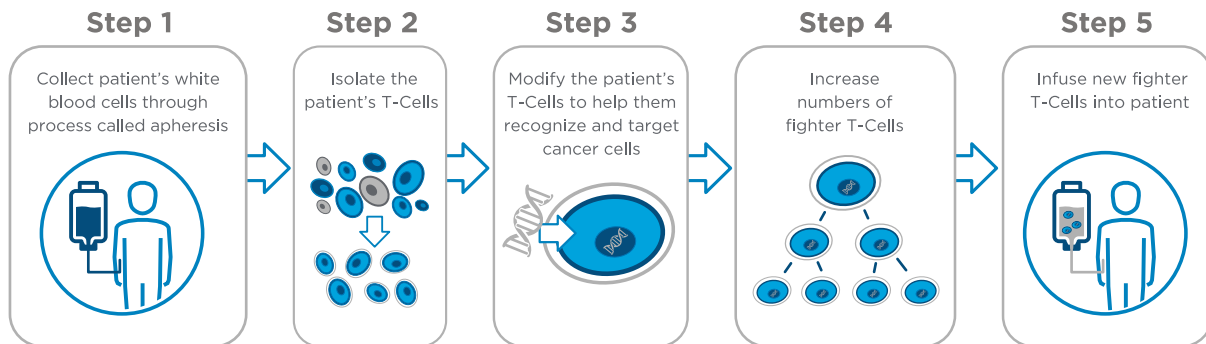 Step 1
Collect patient's white
blood cells through
process called apheresis
Step 2
Isolate the
patient's T-Cells
Step 3
Modify the patient's
T-Cells to help them
recognize and target
cancer cells
Step 4
Increase
numbers of
fighter T-Cells
Step 5
Infuse new fighter
T-Cells into patient